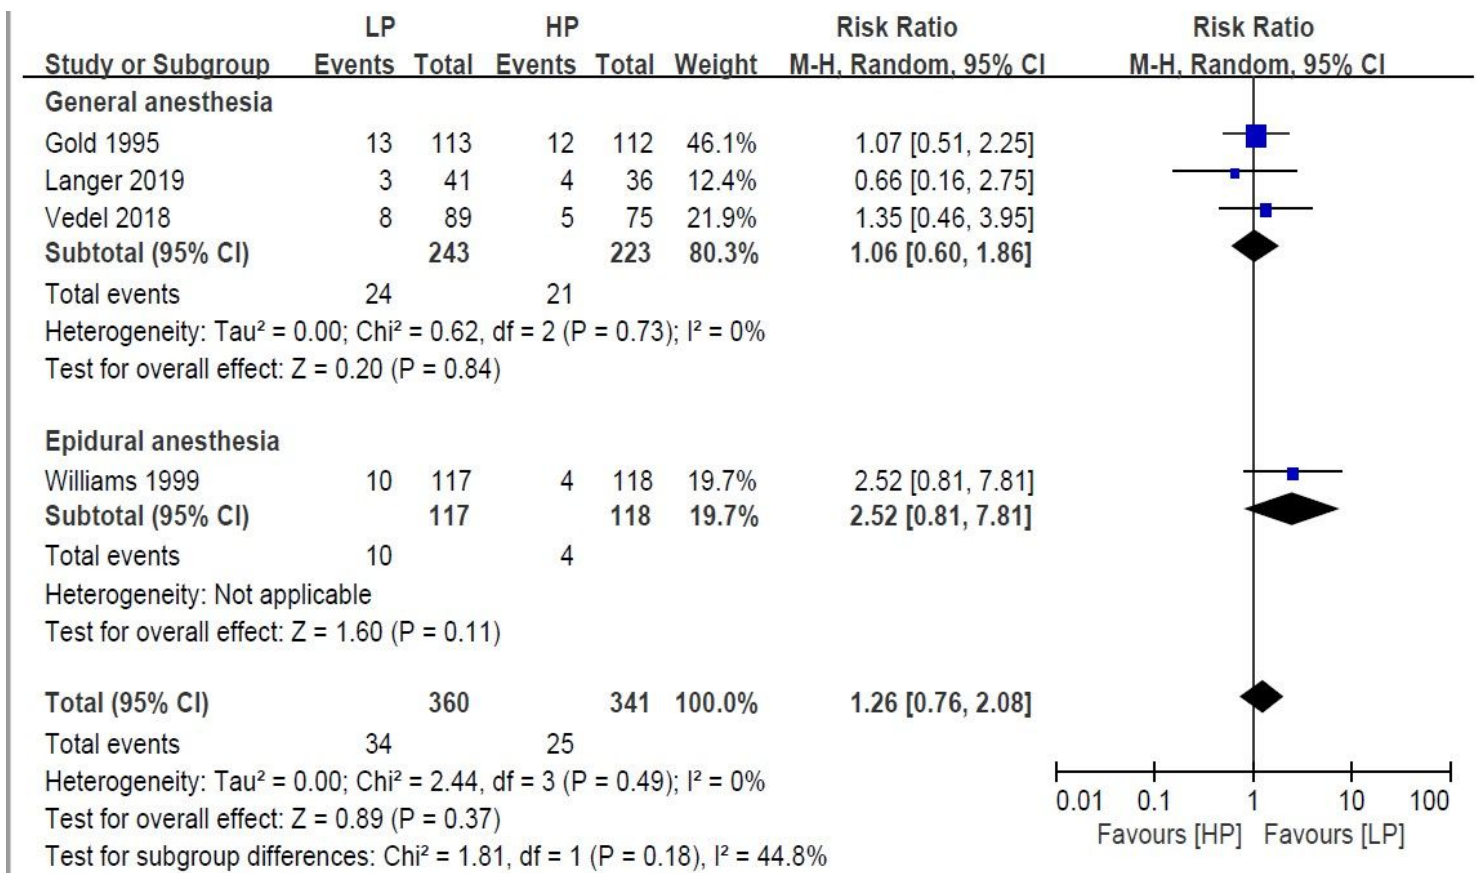 LP HP Risk Ratio Risk Ratio
Study or Subgroup Events Total Events Total Weight M-H, Random, 95% CI M-H, Random, 95% CI
General anesthesia
Gold 1995 13 113 12 112 46.1% 1.07 [0.51, 2.25]
Langer 2019 3 41 4 36 12.4% 0.66 [0.16, 2.75]
Vedel 2018 8 89 5 75 21.9% 1.35 [0.46, 3.95]
Subtotal (95% CI) 243 223 80.3% 1.06 [0.60, 1.86]
Total events 24 21
Heterogeneity: Tau² = 0.00; Chi² = 0.62, df = 2 (P = 0.73); I² = 0%
Test for overall effect: Z = 0.20 (P = 0.84)
Epidural anesthesia
Williams 1999 10 117 4 118 19.7% 2.52 [0.81, 7.81]
Subtotal (95% CI) 117 118 19.7% 2.52 [0.81, 7.81]
Total events 10 4
Heterogeneity: Not applicable
Test for overall effect: Z = 1.60 (P = 0.11)
Total (95% CI) 360 341 100.0% 1.26 [0.76, 2.08]
Total events 34 25
Heterogeneity: Tau² = 0.00; Chi² = 2.44, df = 3 (P = 0.49); I² = 0%
Test for overall effect: Z = 0.89 (P = 0.37)
Test for subgroup differences: Chi² = 1.81, df = 1 (P = 0.18), I² = 44.8%
0.01 0.1 1 10 100
Favours [HP] Favours [LP]